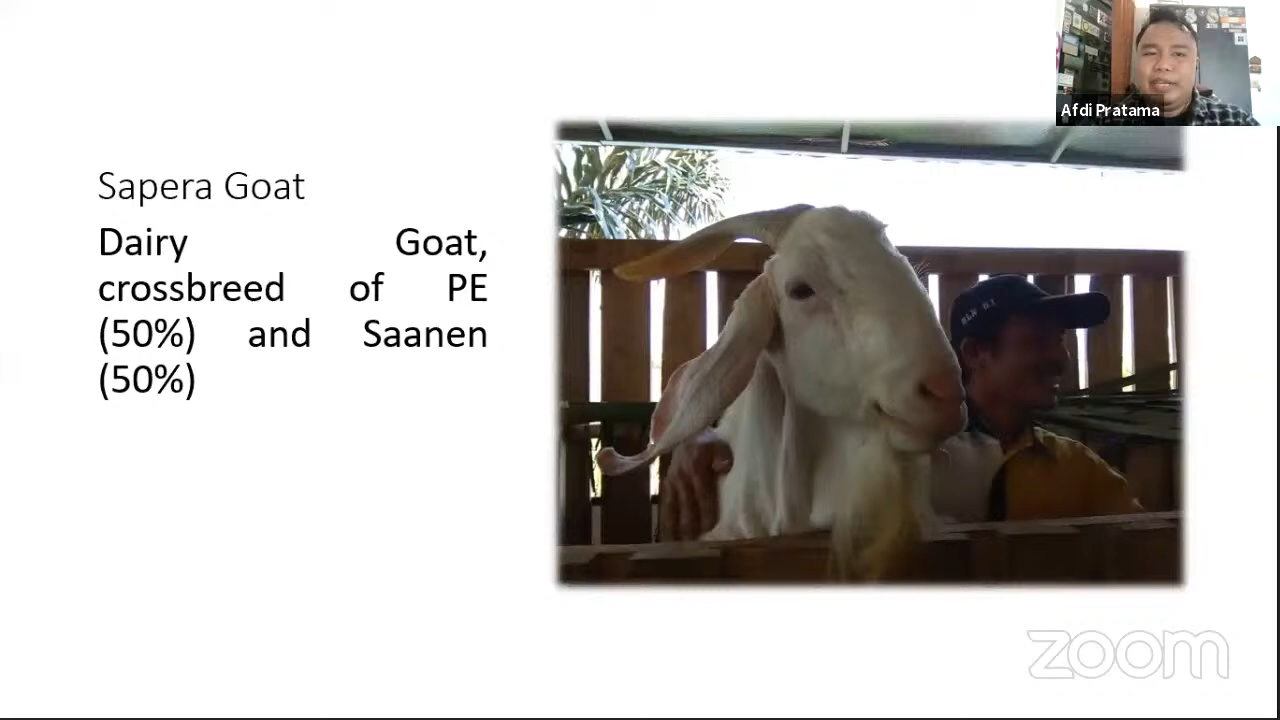 Afdi Pratama
Sapera Goat
Dairy Goat,
crossbreed of PE
(50%) and Saanen
(50%)
zoom